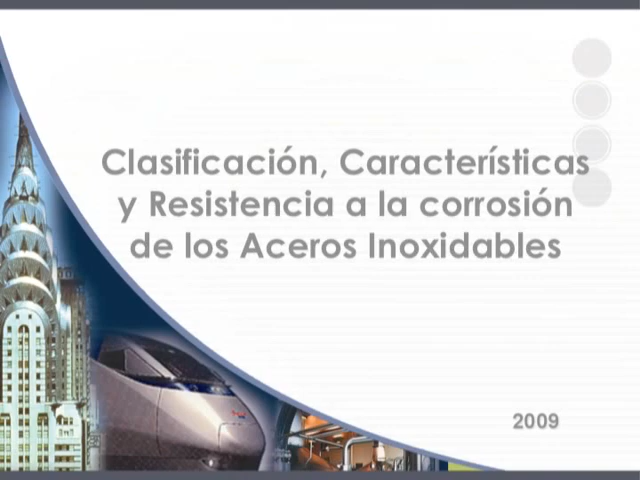 Clasificación, Características
y Resistencia a la corrosión
de los Aceros Inoxidables
2009